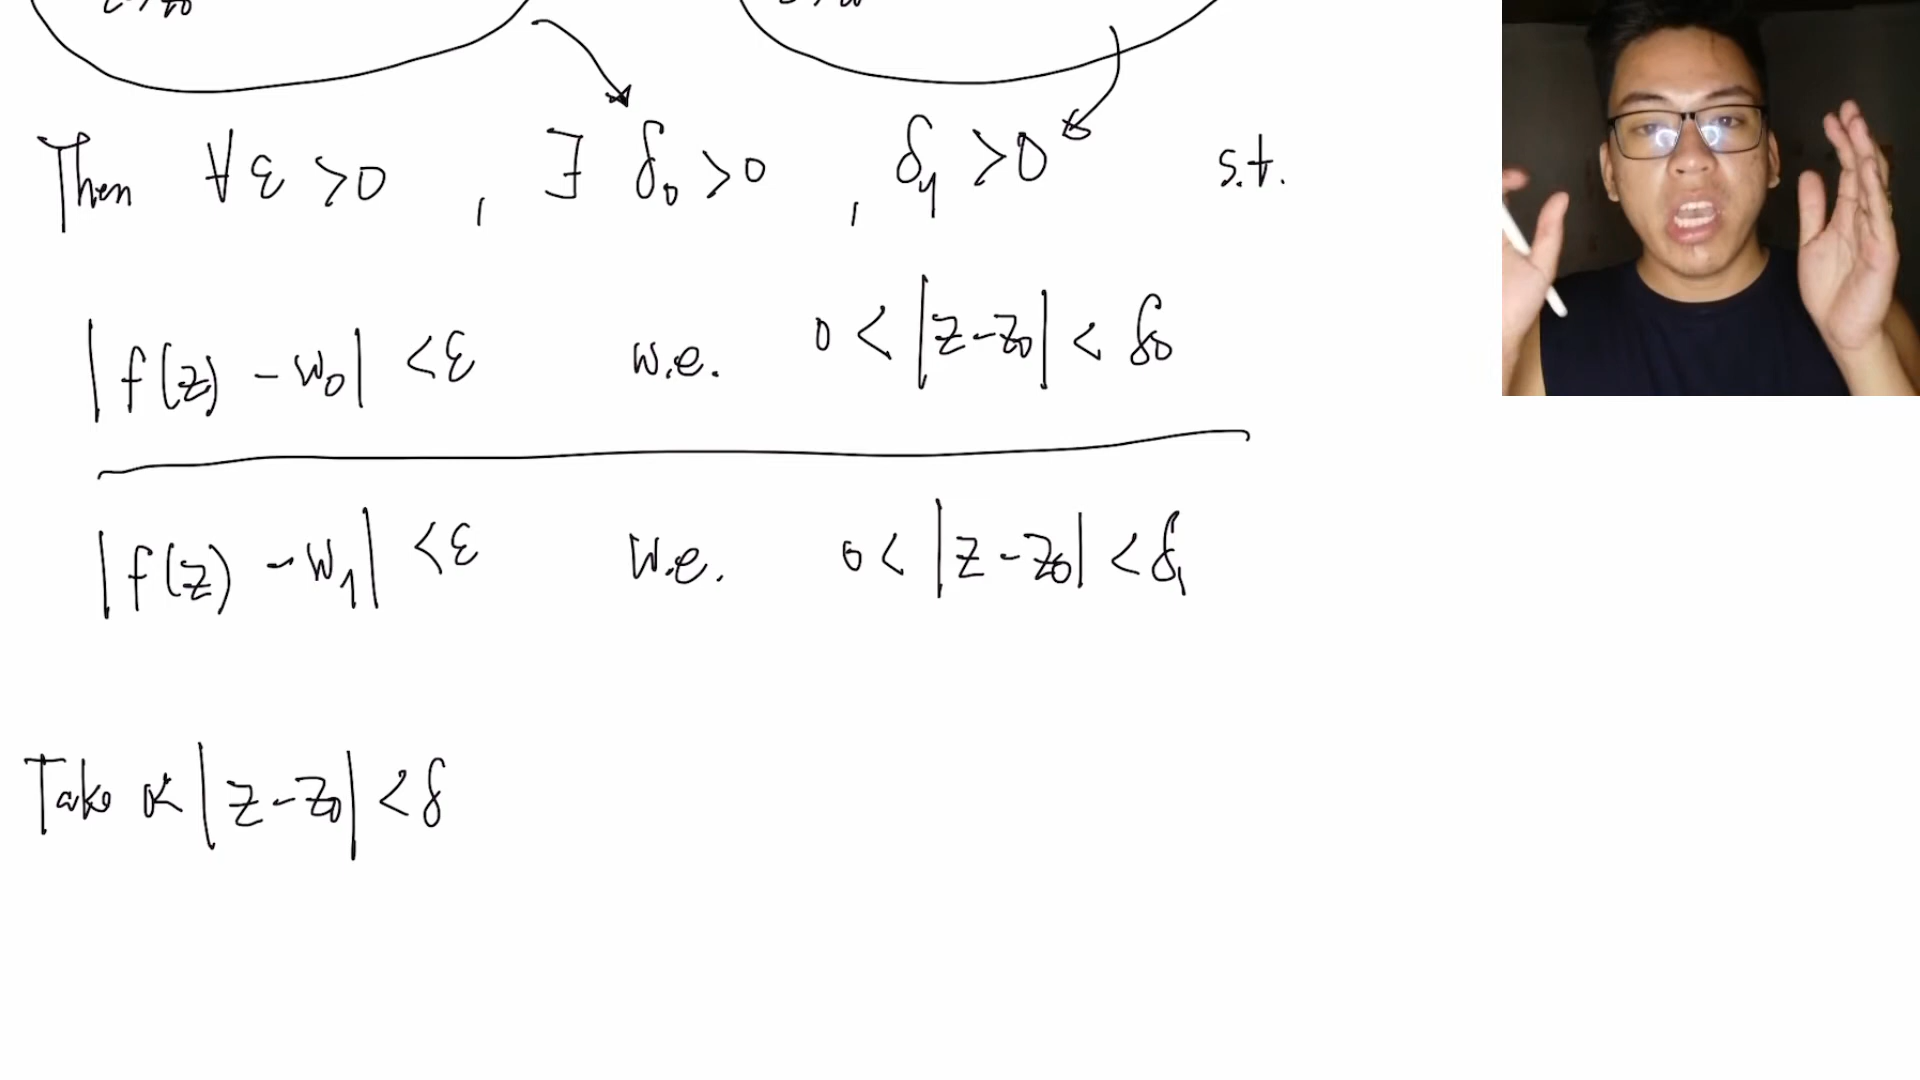 Then ∀ε >0 , ∃ δ₀ >0 , δ₁ >0 s.t.
|f(z) - w₀| <ε w.e. 0 < |z-z₀| < δ₀
|f(z) - w₁| <ε w.e. 0 < |z-z₀| < δ₁
Take 0< |z-z₀| <δ